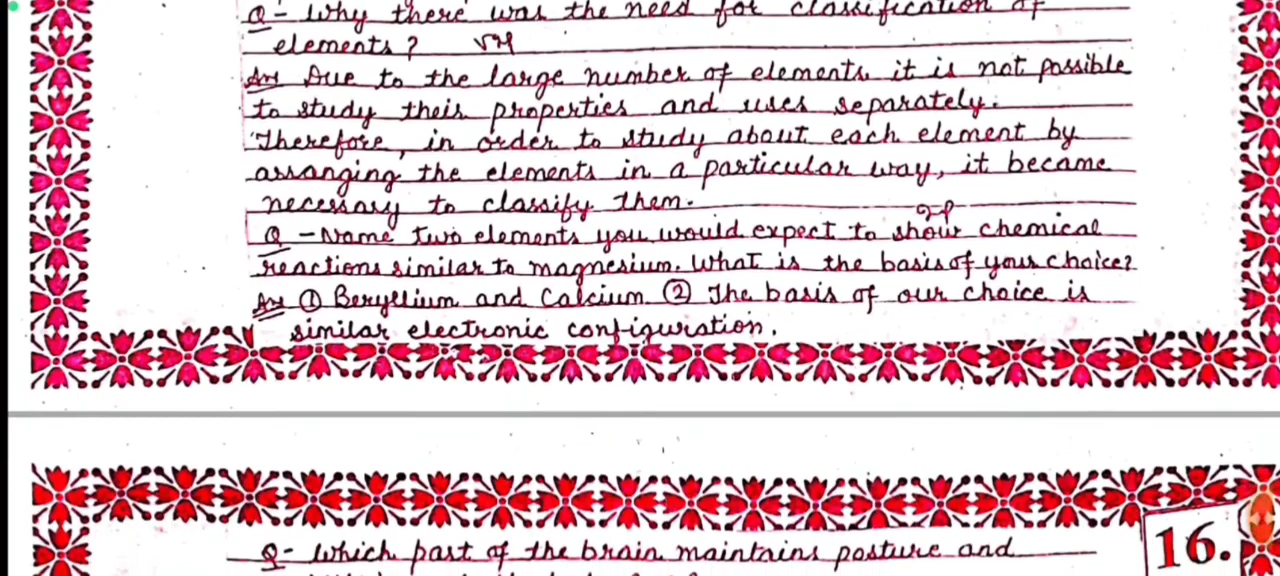 Q- Why there was the need for classification of
elements?
Ans Due to the large number of elements it is not possible
to study their properties and uses separately.
Therefore, in order to study about each element by
arranging the elements in a particular way, it became
necessary to classify them.
Q - Name two elements you would expect to show chemical
reactions similar to magnesium. What is the basis of your choice?
Ans ① Beryllium and Calcium ② The basis of our choice is
similar electronic configuration.
Q- Which part of the brain maintains posture and
16.